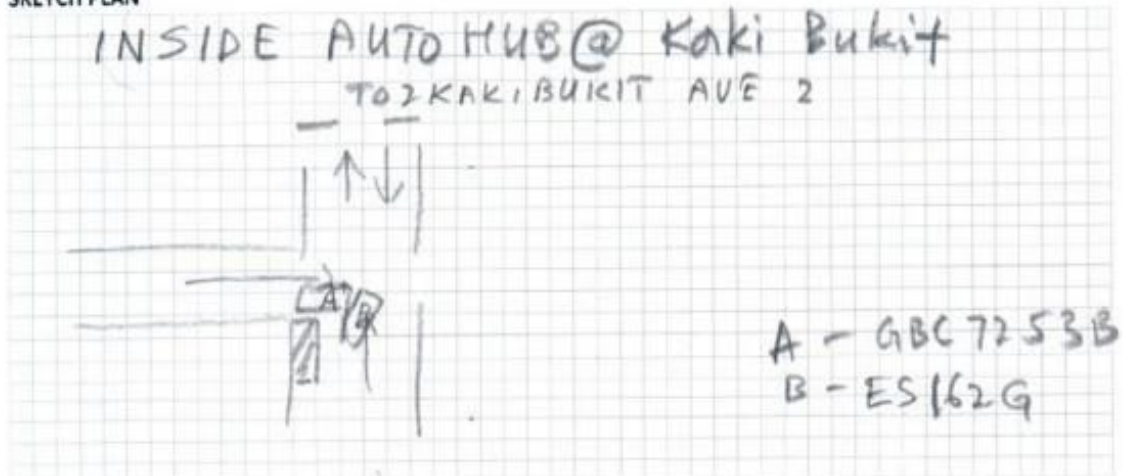 SKETCH PLAN
INSIDE AUTOHUB@ Kaki Bukit
TO 2 KAKI BUKIT AVE 2
A
B
A - GBC7253B
B - ES162G